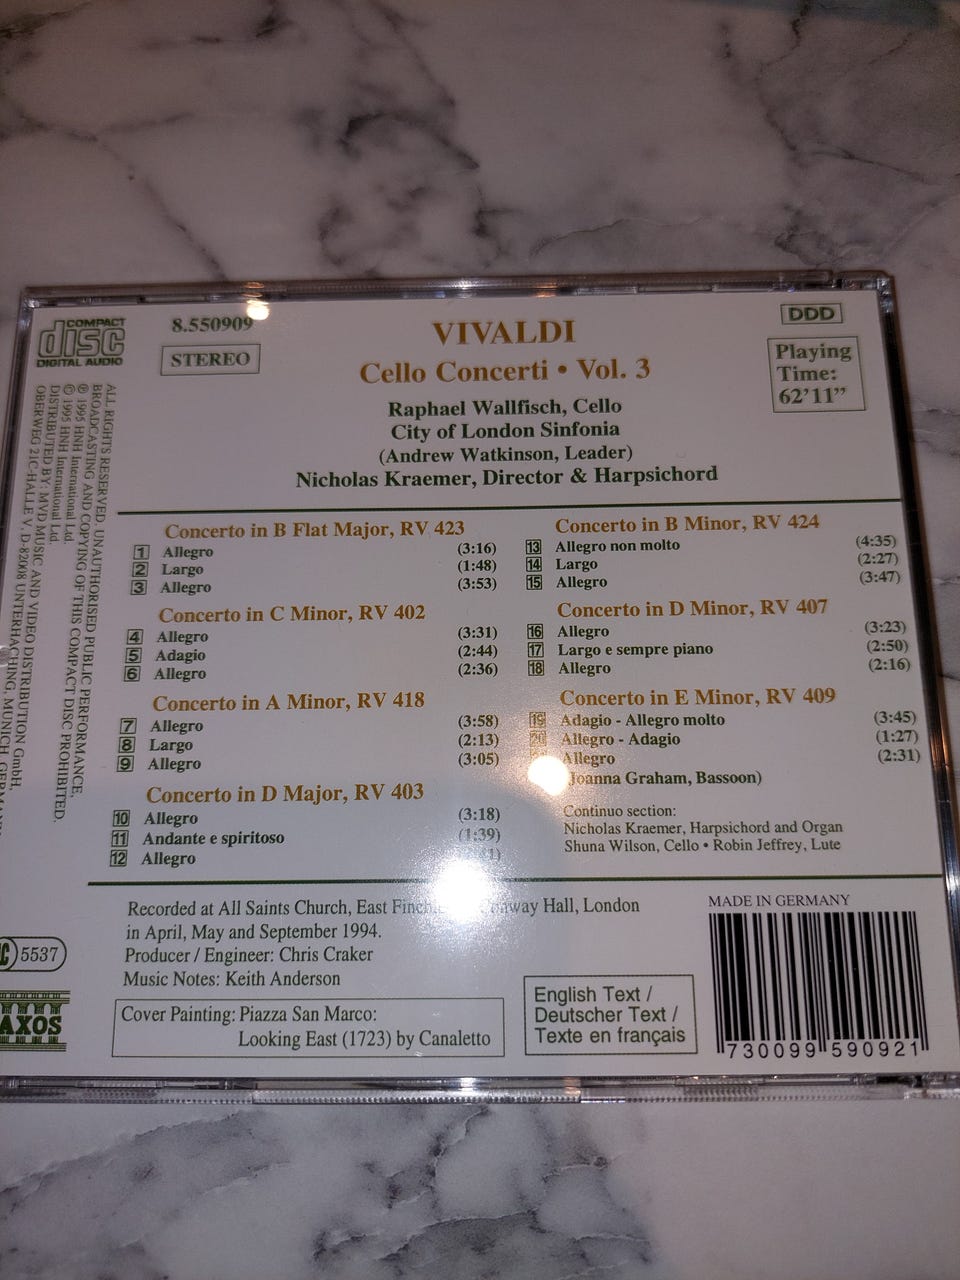 COMPACT
disc
DIGITAL AUDIO
8.550909
STEREO
VIVALDI
Cello Concerti • Vol. 3
Raphael Wallfisch, Cello
City of London Sinfonia
(Andrew Watkinson, Leader)
Nicholas Kraemer, Director & Harpsichord
DDD
Playing
Time:
62'11”
ALL RIGHTS RESERVED. UNAUTHORISED PUBLIC PERFORMANCE,
BROADCASTING AND COPYING OF THIS COMPACT DISC PROHIBITED.
℗ 1995 HNH International Ltd.
© 1995 HNH International Ltd.
DISTRIBUTED BY: MVD MUSIC AND VIDEO DISTRIBUTION GmbH,
OBERWEG 21C-HALLE V, D-82008 UNTERHACHING, MUNICH,
Concerto in B Flat Major, RV 423
1 Allegro (3:16)
2 Largo (1:48)
3 Allegro (3:53)
Concerto in C Minor, RV 402
4 Allegro (3:31)
5 Adagio (2:44)
6 Allegro (2:36)
Concerto in A Minor, RV 418
7 Allegro (3:58)
8 Largo (2:13)
9 Allegro (3:05)
Concerto in D Major, RV 403
10 Allegro (3:18)
11 Andante e spiritoso (1:39)
12 Allegro
Concerto in B Minor, RV 424
13 Allegro non molto (4:35)
14 Largo (2:27)
15 Allegro (3:47)
Concerto in D Minor, RV 407
16 Allegro (3:23)
17 Largo e sempre piano (2:50)
18 Allegro (2:16)
Concerto in E Minor, RV 409
19 Adagio - Allegro molto (3:45)
20 Allegro - Adagio (1:27)
Allegro (2:31)
(Joanna Graham, Bassoon)
Continuo section:
Nicholas Kraemer, Harpsichord and Organ
Shuna Wilson, Cello • Robin Jeffrey, Lute
Recorded at All Saints Church, East Hall, London
in April, May and September 1994.
Producer / Engineer: Chris Craker
Music Notes: Keith Anderson
Cover Painting: Piazza San Marco:
Looking East (1723) by Canaletto
English Text /
Deutscher Text /
Texte en français
MADE IN GERMANY
730099 590921
5537
AXOS